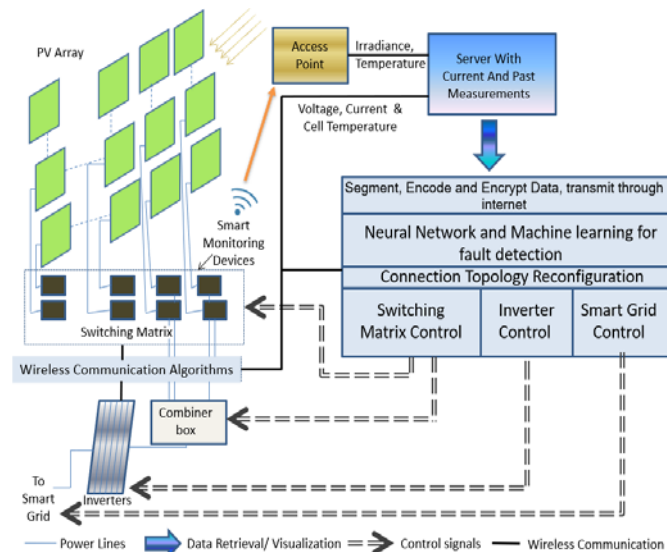 PV Array
Access
Point
Irradiance,
Temperature
Server With
Current And Past
Measurements
Voltage, Current &
Cell Temperature
Segment, Encode and Encrypt Data, transmit through
internet
Neural Network and Machine learning for
fault detection
Connection Topology Reconfiguration
Switching
Matrix Control
Inverter
Control
Smart Grid
Control
Smart
Monitoring
Devices
Switching Matrix
Wireless Communication Algorithms
Combiner
box
To
Smart
Grid
Inverters
Power Lines
Data Retrieval/ Visualization
Control signals
Wireless Communication